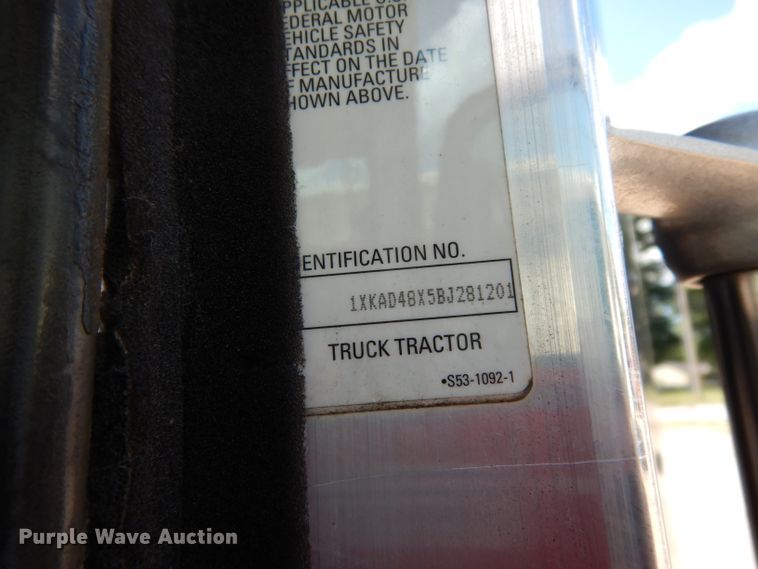 PPLICABLE U.S.
EDERAL MOTOR
EHICLE SAFETY
TANDARDS IN
FFECT ON THE DATE
F MANUFACTURE
HOWN ABOVE.
ENTIFICATION NO.
1XKAD48X5BJ281201
TRUCK TRACTOR
•S53-1092-1
Purple Wave Auction®